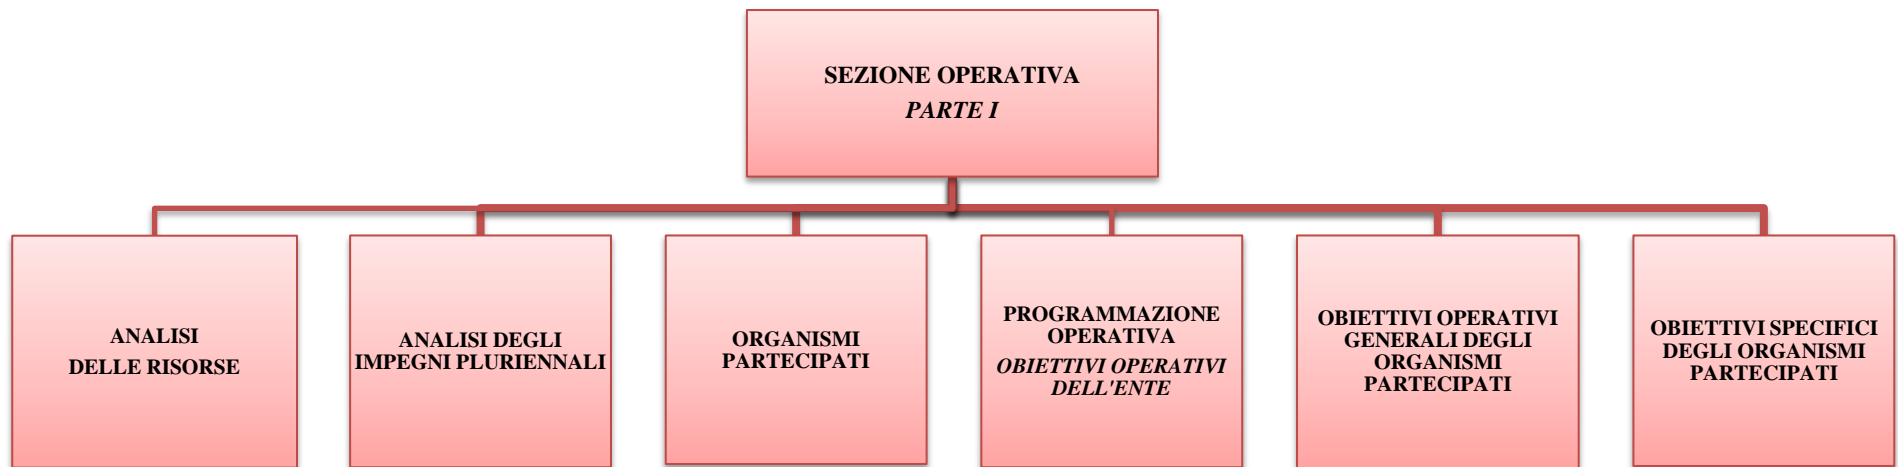 SEZIONE OPERATIVA
PARTE I
ANALISI
DELLE RISORSE
ANALISI DEGLI
IMPEGNI PLURIENNALI
ORGANISMI
PARTECIPATI
PROGRAMMAZIONE
OPERATIVA
OBIETTIVI OPERATIVI
DELL'ENTE
OBIETTIVI OPERATIVI
GENERALI DEGLI
ORGANISMI
PARTECIPATI
OBIETTIVI SPECIFICI
DEGLI ORGANISMI
PARTECIPATI